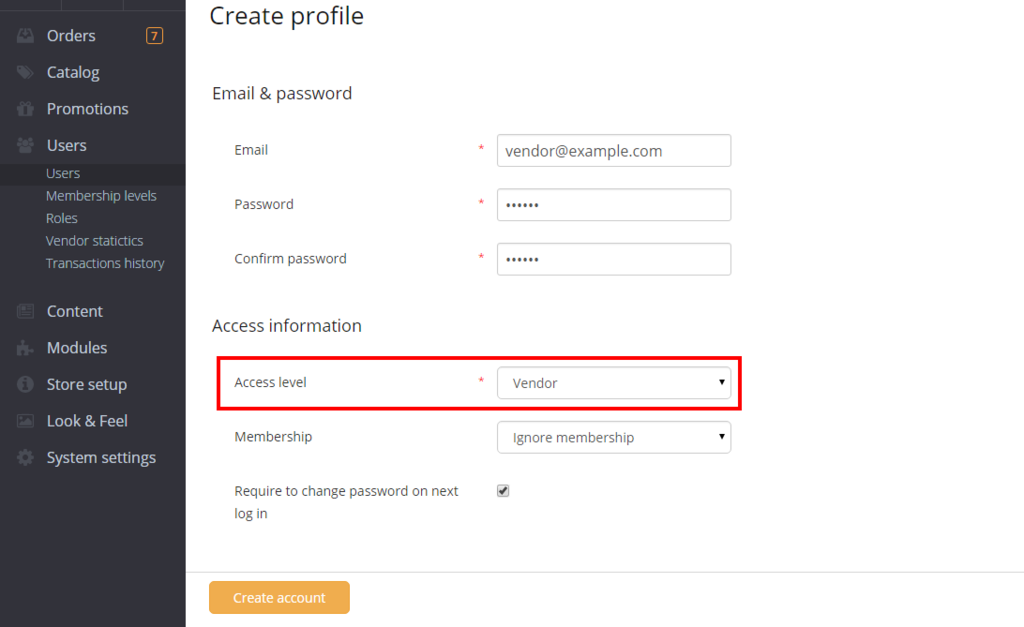 Create profile
Orders 7
Catalog
Promotions
Users
Users
Membership levels
Roles
Vendor statictics
Transactions history
Content
Modules
Store setup
Look & Feel
System settings
Email & password
Email * vendor@example.com
Password * ••••••
Confirm password * ••••••
Access information
Access level * Vendor
Membership Ignore membership
Require to change password on next
log in
Create account